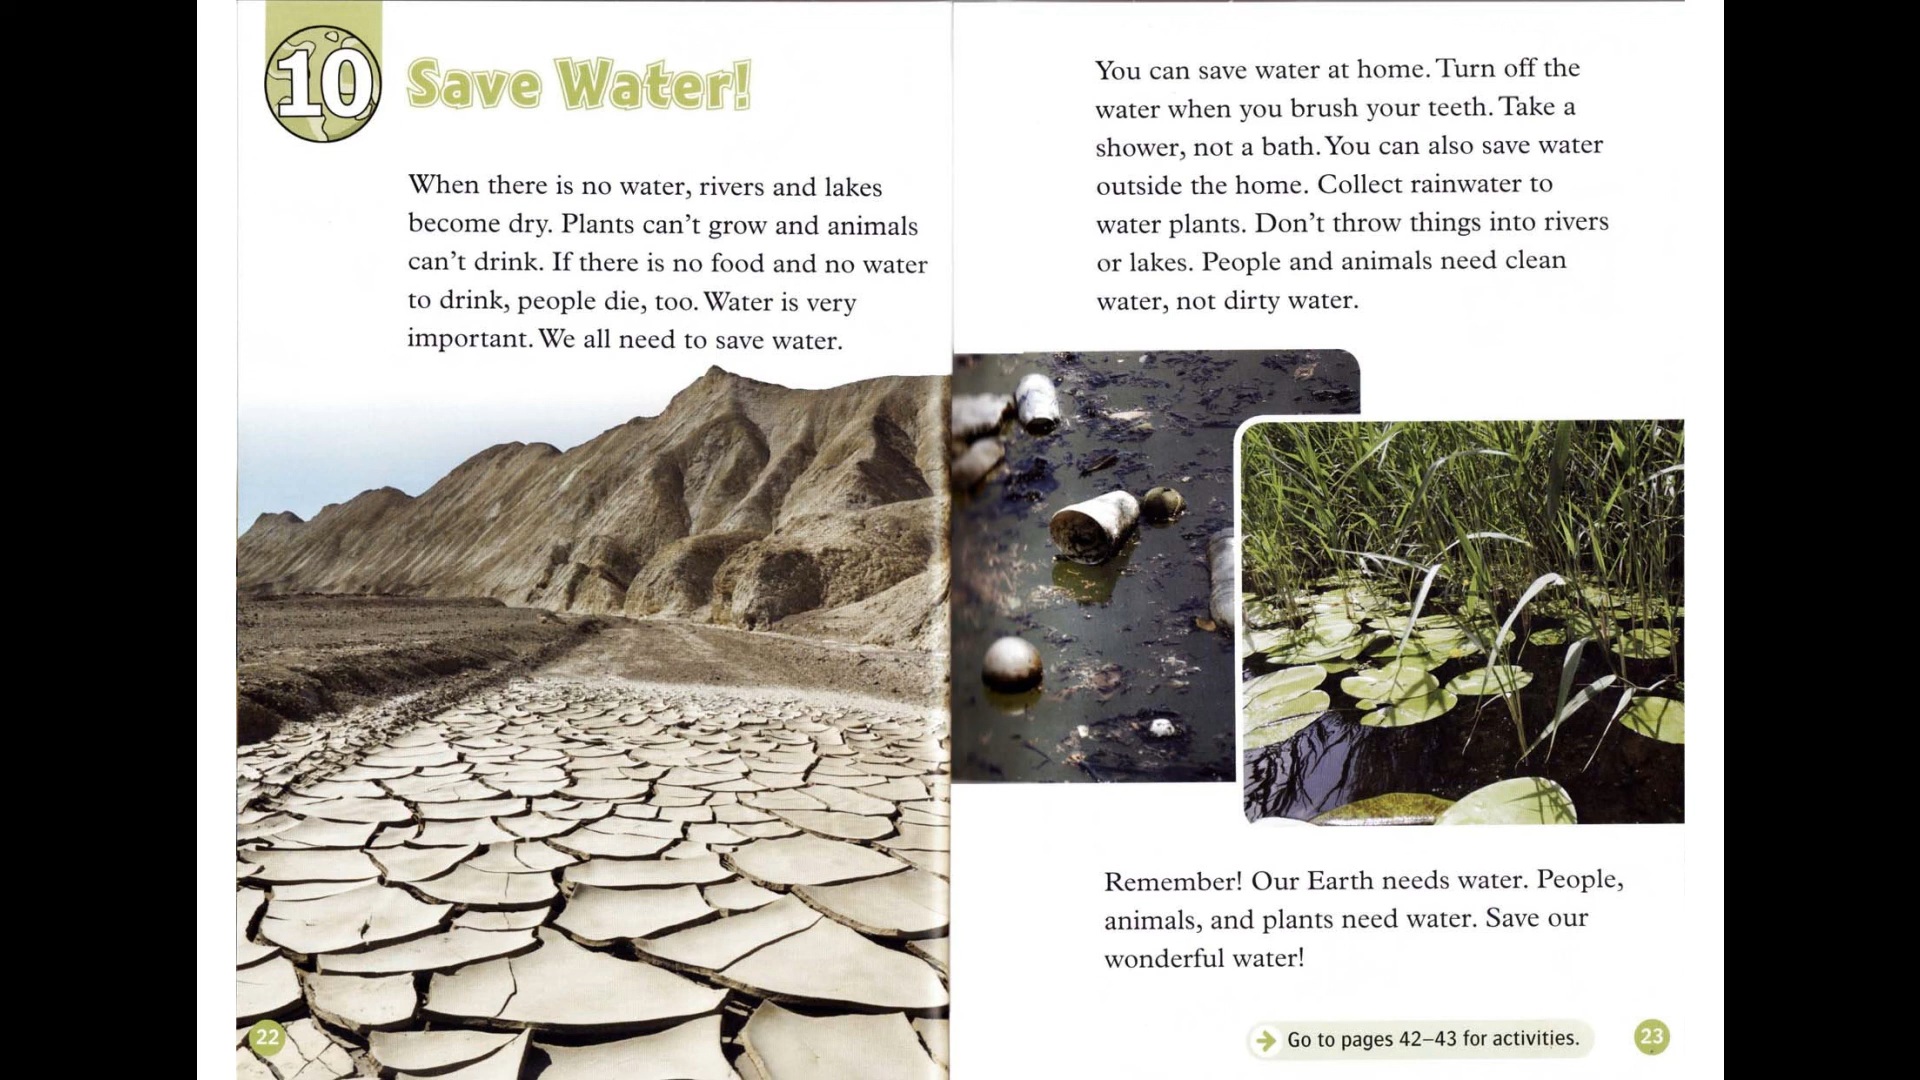 10 Save Water!
When there is no water, rivers and lakes
become dry. Plants can't grow and animals
can't drink. If there is no food and no water
to drink, people die, too. Water is very
important. We all need to save water.
22
You can save water at home. Turn off the
water when you brush your teeth. Take a
shower, not a bath. You can also save water
outside the home. Collect rainwater to
water plants. Don't throw things into rivers
or lakes. People and animals need clean
water, not dirty water.
Remember! Our Earth needs water. People,
animals, and plants need water. Save our
wonderful water!
Go to pages 42–43 for activities.
23